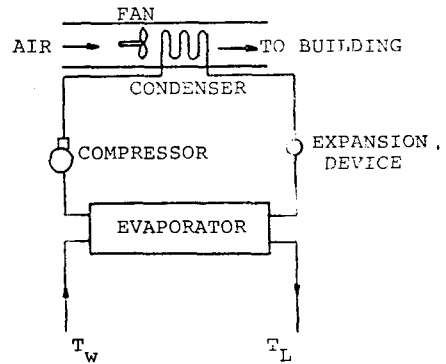 FAN
AIR TO BUILDING
CONDENSER
COMPRESSOR
EXPANSION
DEVICE
EVAPORATOR
T_W T_L